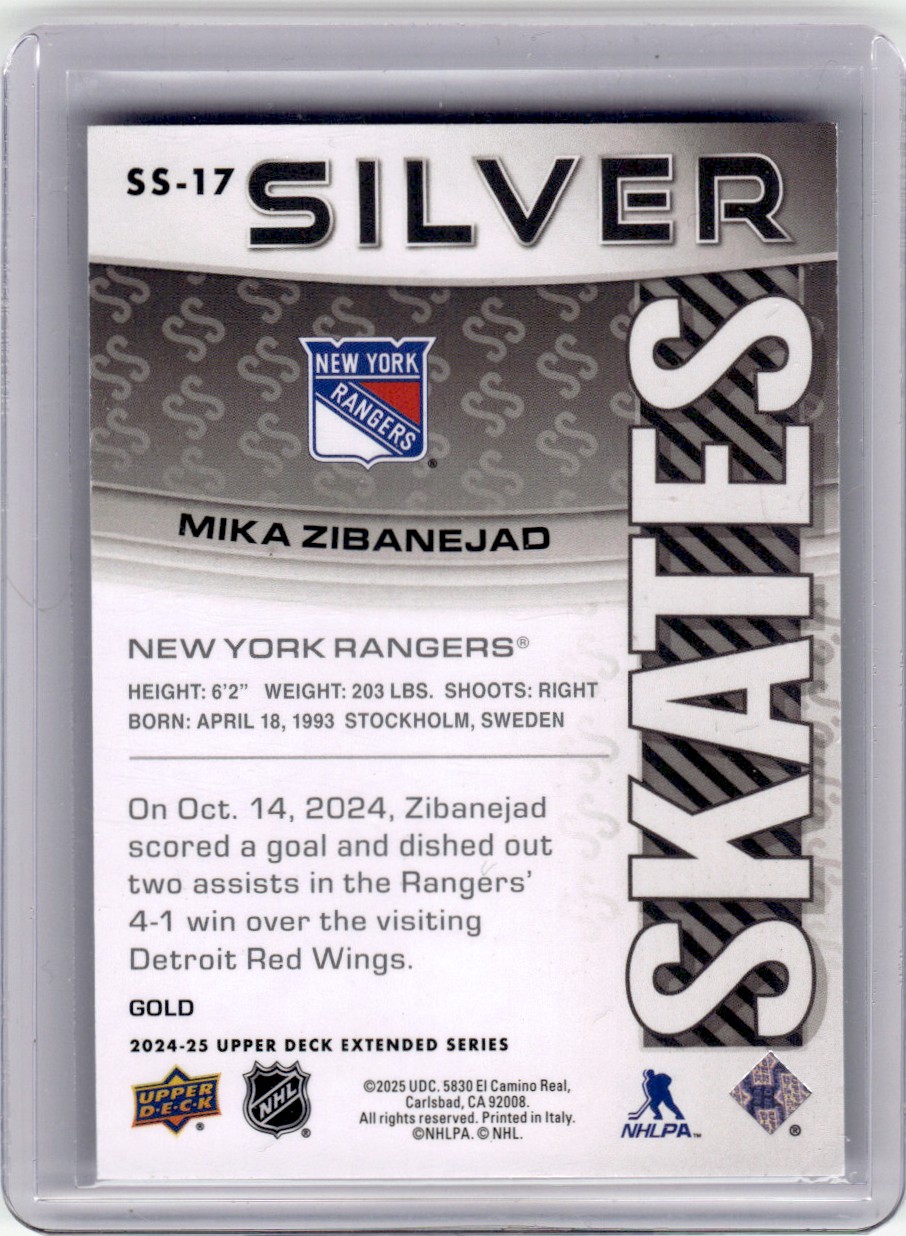 SS-17 SILVER
SKATES
NEW YORK
RANGERS
®
MIKA ZIBANEJAD
NEW YORK RANGERS®
HEIGHT: 6'2" WEIGHT: 203 LBS. SHOOTS: RIGHT
BORN: APRIL 18, 1993 STOCKHOLM, SWEDEN
On Oct. 14, 2024, Zibanejad
scored a goal and dished out
two assists in the Rangers'
4-1 win over the visiting
Detroit Red Wings.
GOLD
2024-25 UPPER DECK EXTENDED SERIES
UPPER
D·E·C·K
®
NHL
®
©2025 UDC. 5830 El Camino Real,
Carlsbad, CA 92008.
All rights reserved. Printed in Italy.
©NHLPA. © NHL.
NHLPA™
®